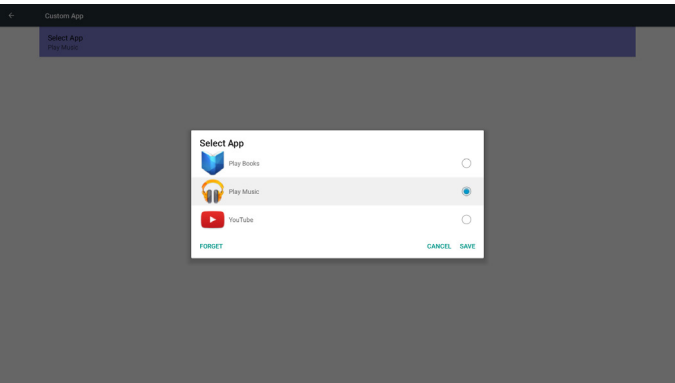 Custom App
Select App
Play Music
Select App
Play Books
Play Music
YouTube
FORGET CANCEL SAVE